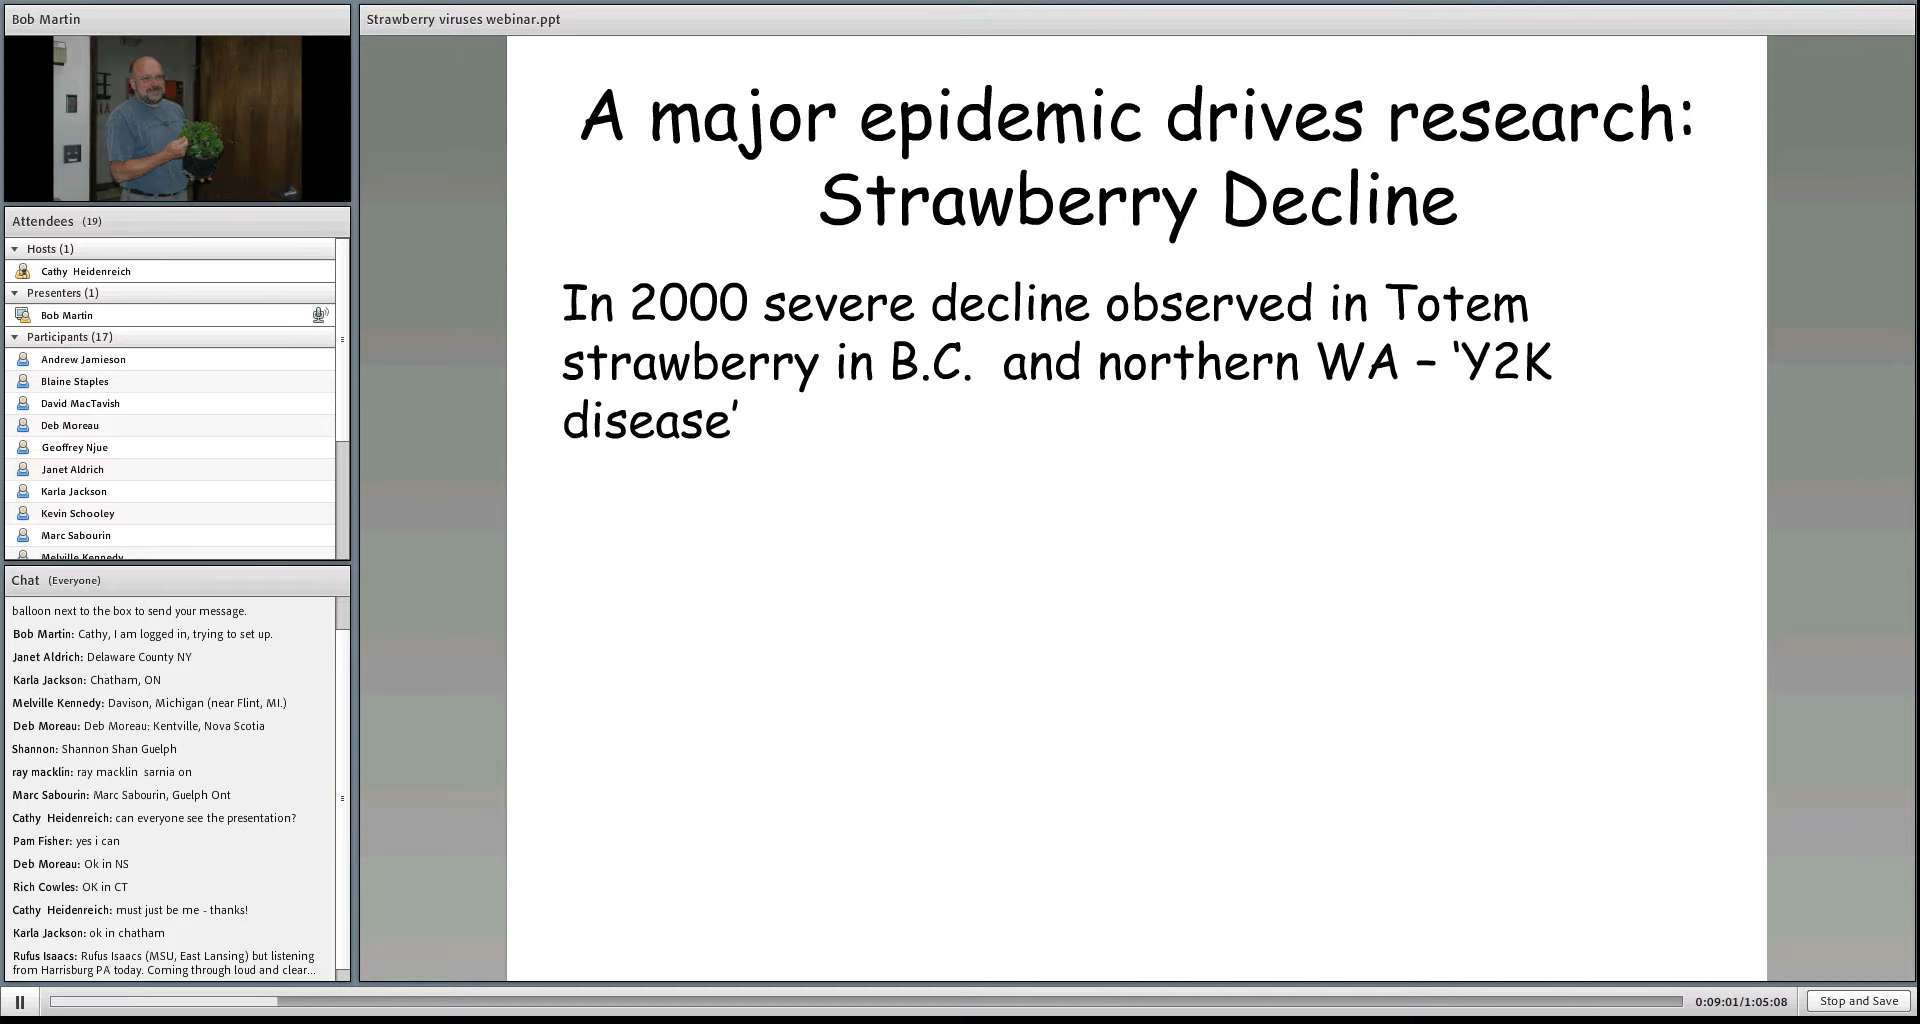 Bob Martin
Attendees (19)
Hosts (1)
Cathy Heidenreich
Presenters (1)
Bob Martin
Participants (17)
Andrew Jamieson
Blaine Staples
David MacTavish
Deb Moreau
Geoffrey Njue
Janet Aldrich
Karla Jackson
Kevin Schooley
Marc Sabourin
Melville Kennedy
Chat (Everyone)
balloon next to the box to send your message.
Bob Martin: Cathy, I am logged in, trying to set up.
Janet Aldrich: Delaware County NY
Karla Jackson: Chatham, ON
Melville Kennedy: Davison, Michigan (near Flint, MI.)
Deb Moreau: Deb Moreau: Kentville, Nova Scotia
Shannon: Shannon Shan Guelph
ray macklin: ray macklin sarnia on
Marc Sabourin: Marc Sabourin, Guelph Ont
Cathy Heidenreich: can everyone see the presentation?
Pam Fisher: yes i can
Deb Moreau: Ok in NS
Rich Cowles: OK in CT
Cathy Heidenreich: must just be me - thanks!
Karla Jackson: ok in chatham
Rufus Isaacs: Rufus Isaacs (MSU, East Lansing) but listening
from Harrisburg PA today. Coming through loud and clear...
Strawberry viruses webinar.ppt
A major epidemic drives research:
Strawberry Decline
In 2000 severe decline observed in Totem
strawberry in B.C. and northern WA – ‘Y2K
disease’
0:09:01/1:05:08
Stop and Save